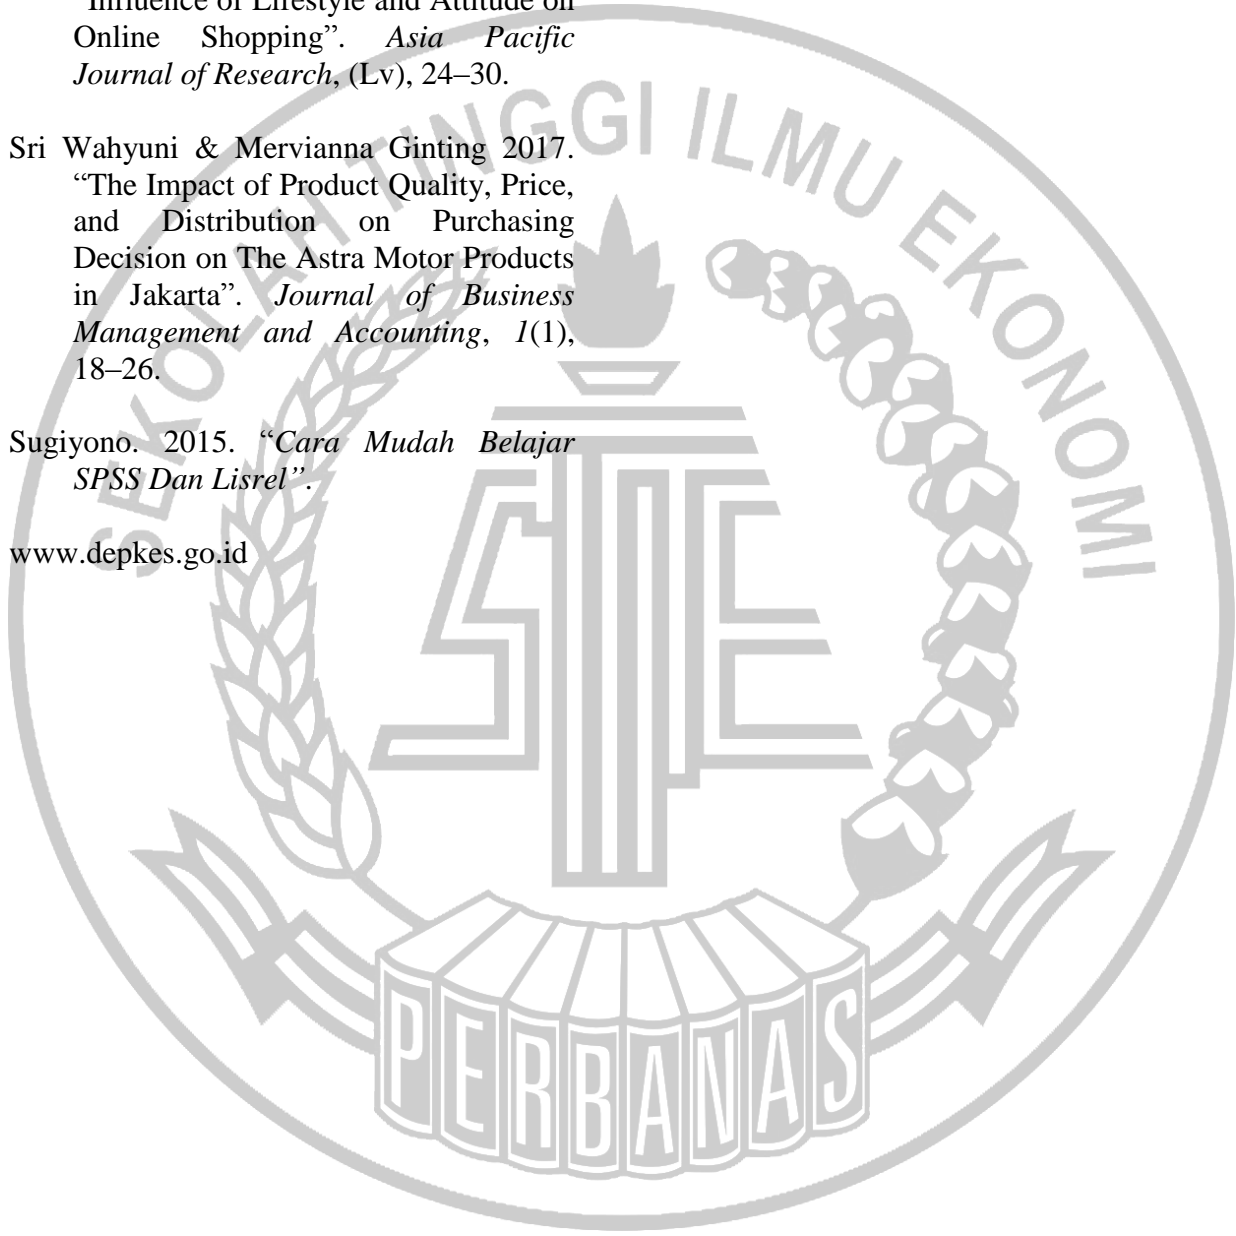 "Influence of Lifestyle and Attitude on
Online Shopping”. Asia Pacific
Journal of Research, (Lv), 24–30.
Sri Wahyuni & Mervianna Ginting 2017.
“The Impact of Product Quality, Price,
and Distribution on Purchasing
Decision on The Astra Motor Products
in Jakarta”. Journal of Business
Management and Accounting, 1(1),
18–26.
Sugiyono. 2015. “Cara Mudah Belajar
SPSS Dan Lisrel”.
www.depkes.go.id
SEKOLAH TINGGI ILMU EKONOMI
STIE
PERBANAS